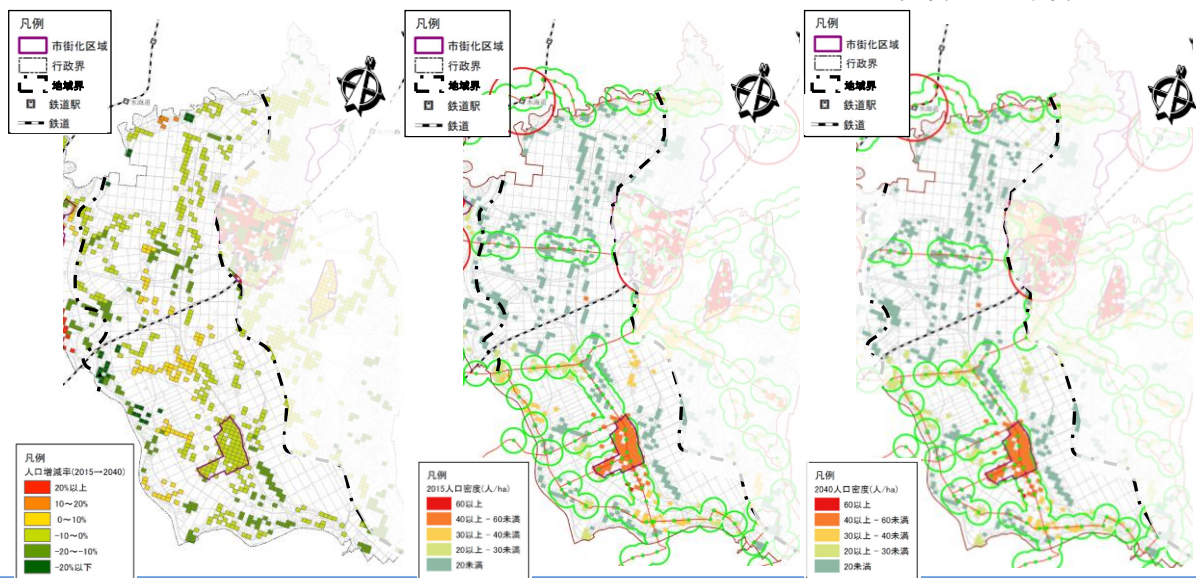 凡例
市街化区域
行政界
地域界
鉄道駅
鉄道
凡例
人口増減率(2015→2040)
20%以上
10～20%
0～10%
-10～0%
-20～-10%
-20%以下
凡例
市街化区域
行政界
地域界
鉄道駅
鉄道
水海道
凡例
2015人口密度(人/ha)
60以上
40以上 - 60未満
30以上 - 40未満
20以上 - 30未満
20未満
凡例
市街化区域
行政界
地域界
鉄道駅
鉄道
凡例
2040人口密度(人/ha)
60以上
40以上 - 60未満
30以上 - 40未満
20以上 - 30未満
20未満